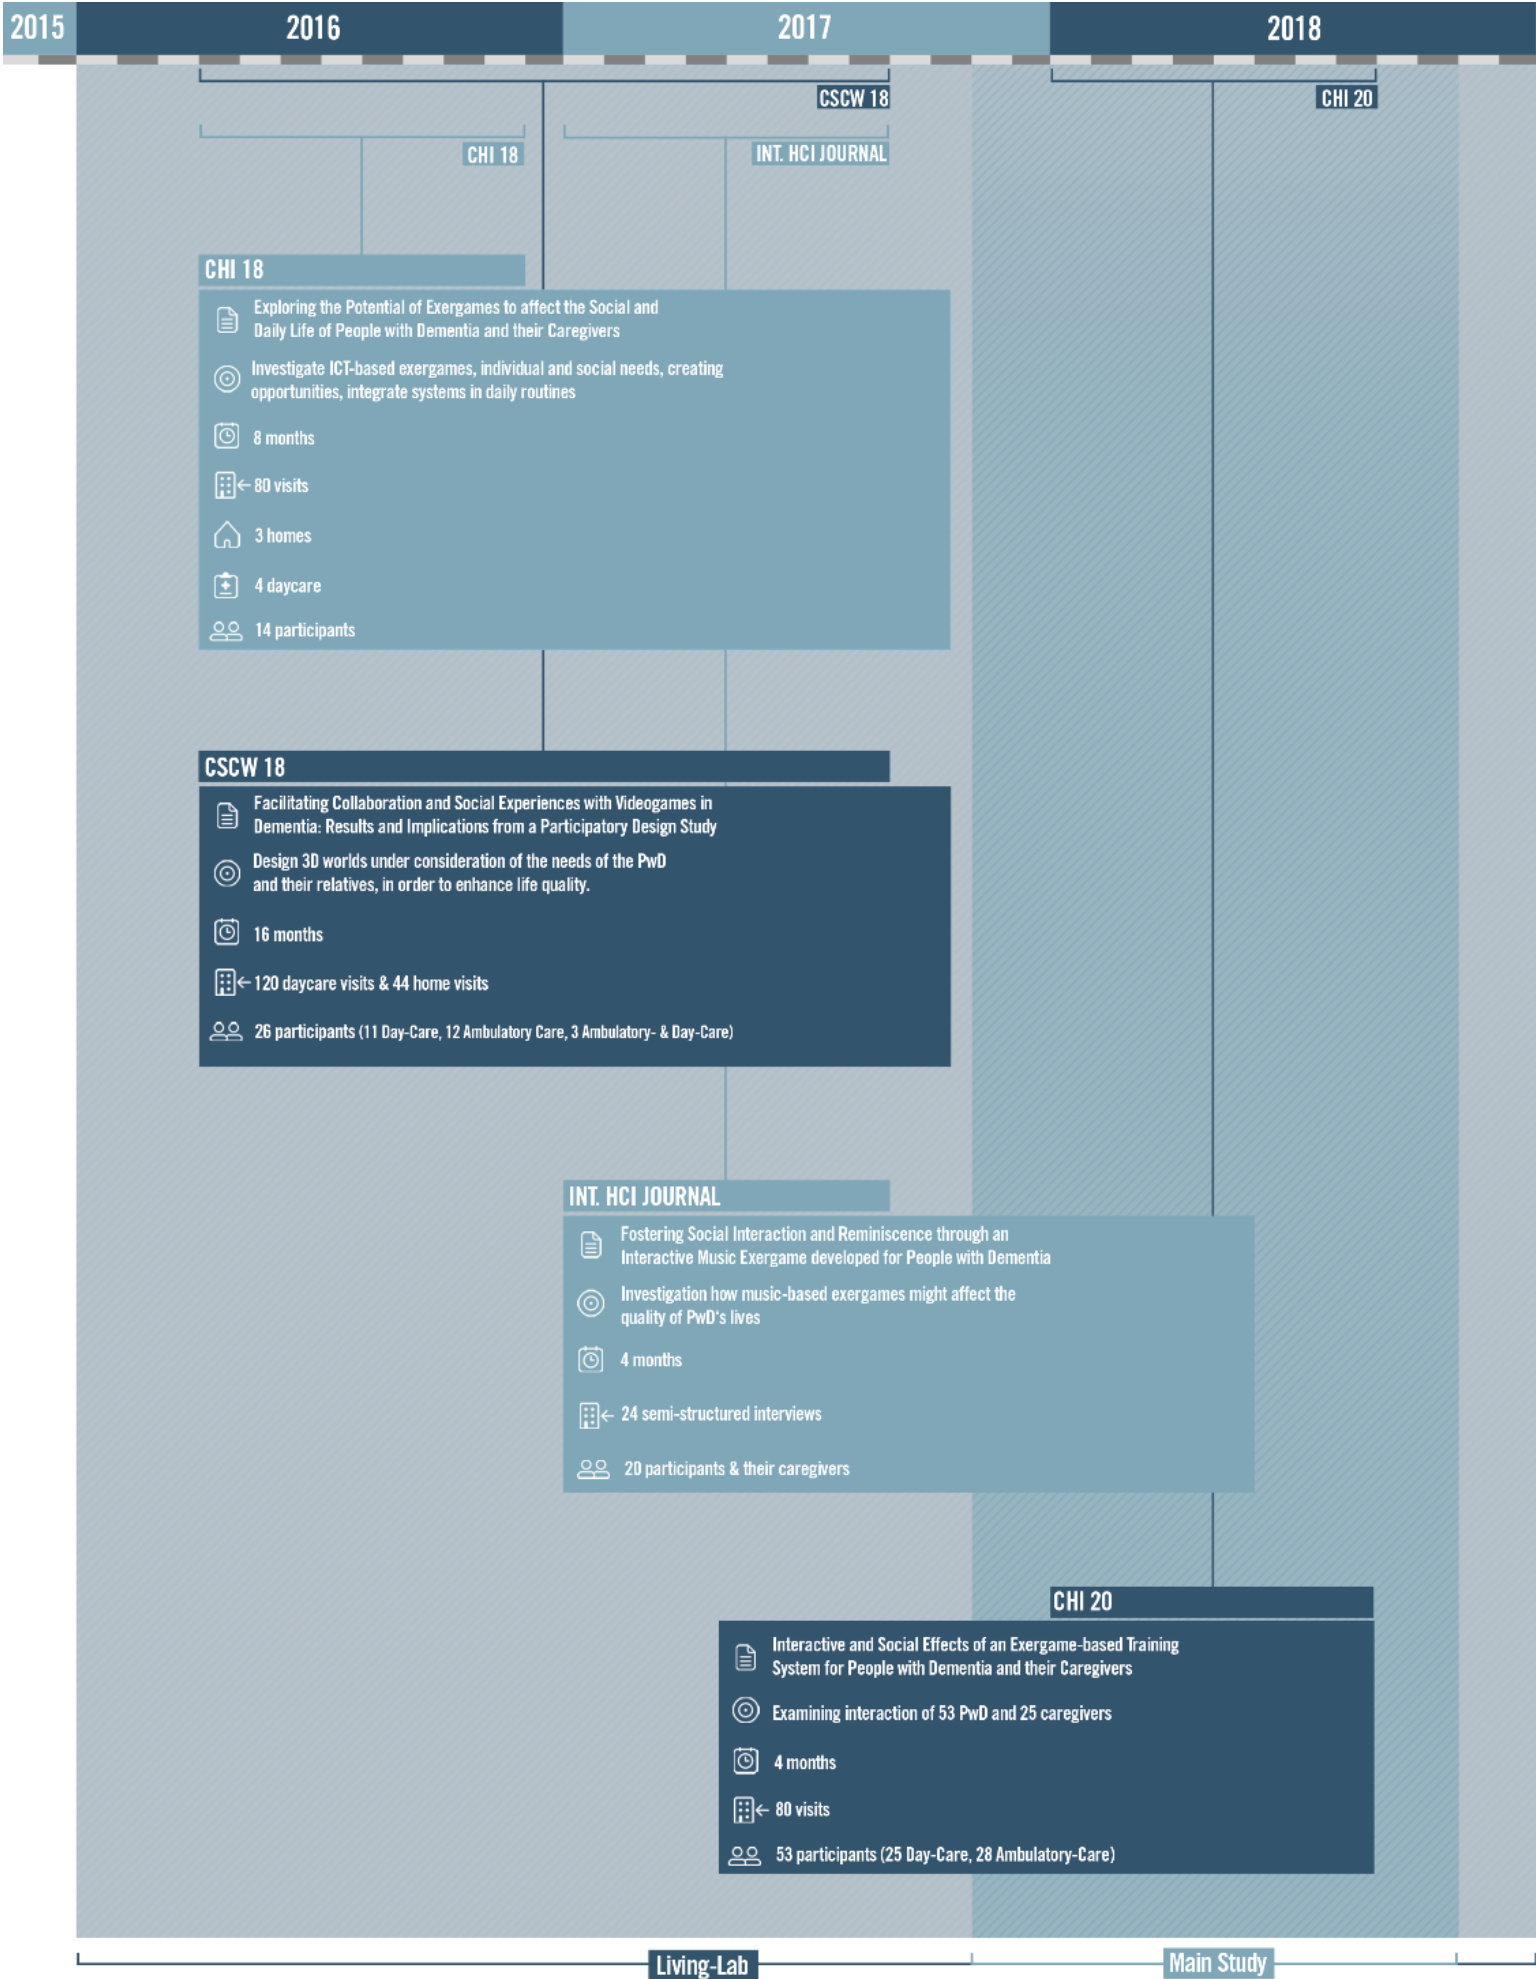 2015 2016 2017 2018
CSCW 18
CHI 20
CHI 18
INT. HCI JOURNAL
CHI 18
Exploring the Potential of Exergames to affect the Social and
Daily Life of People with Dementia and their Caregivers
Investigate ICT-based exergames, individual and social needs, creating
opportunities, integrate systems in daily routines
8 months
80 visits
3 homes
4 daycare
14 participants
CSCW 18
Facilitating Collaboration and Social Experiences with Videogames in
Dementia: Results and Implications from a Participatory Design Study
Design 3D worlds under consideration of the needs of the PwD
and their relatives, in order to enhance life quality.
16 months
120 daycare visits & 44 home visits
26 participants (11 Day-Care, 12 Ambulatory Care, 3 Ambulatory- & Day-Care)
INT. HCI JOURNAL
Fostering Social Interaction and Reminiscence through an
Interactive Music Exergame developed for People with Dementia
Investigation how music-based exergames might affect the
quality of PwD's lives
4 months
24 semi-structured interviews
20 participants & their caregivers
CHI 20
Interactive and Social Effects of an Exergame-based Training
System for People with Dementia and their Caregivers
Examining interaction of 53 PwD and 25 caregivers
4 months
80 visits
53 participants (25 Day-Care, 28 Ambulatory-Care)
Living-Lab
Main Study